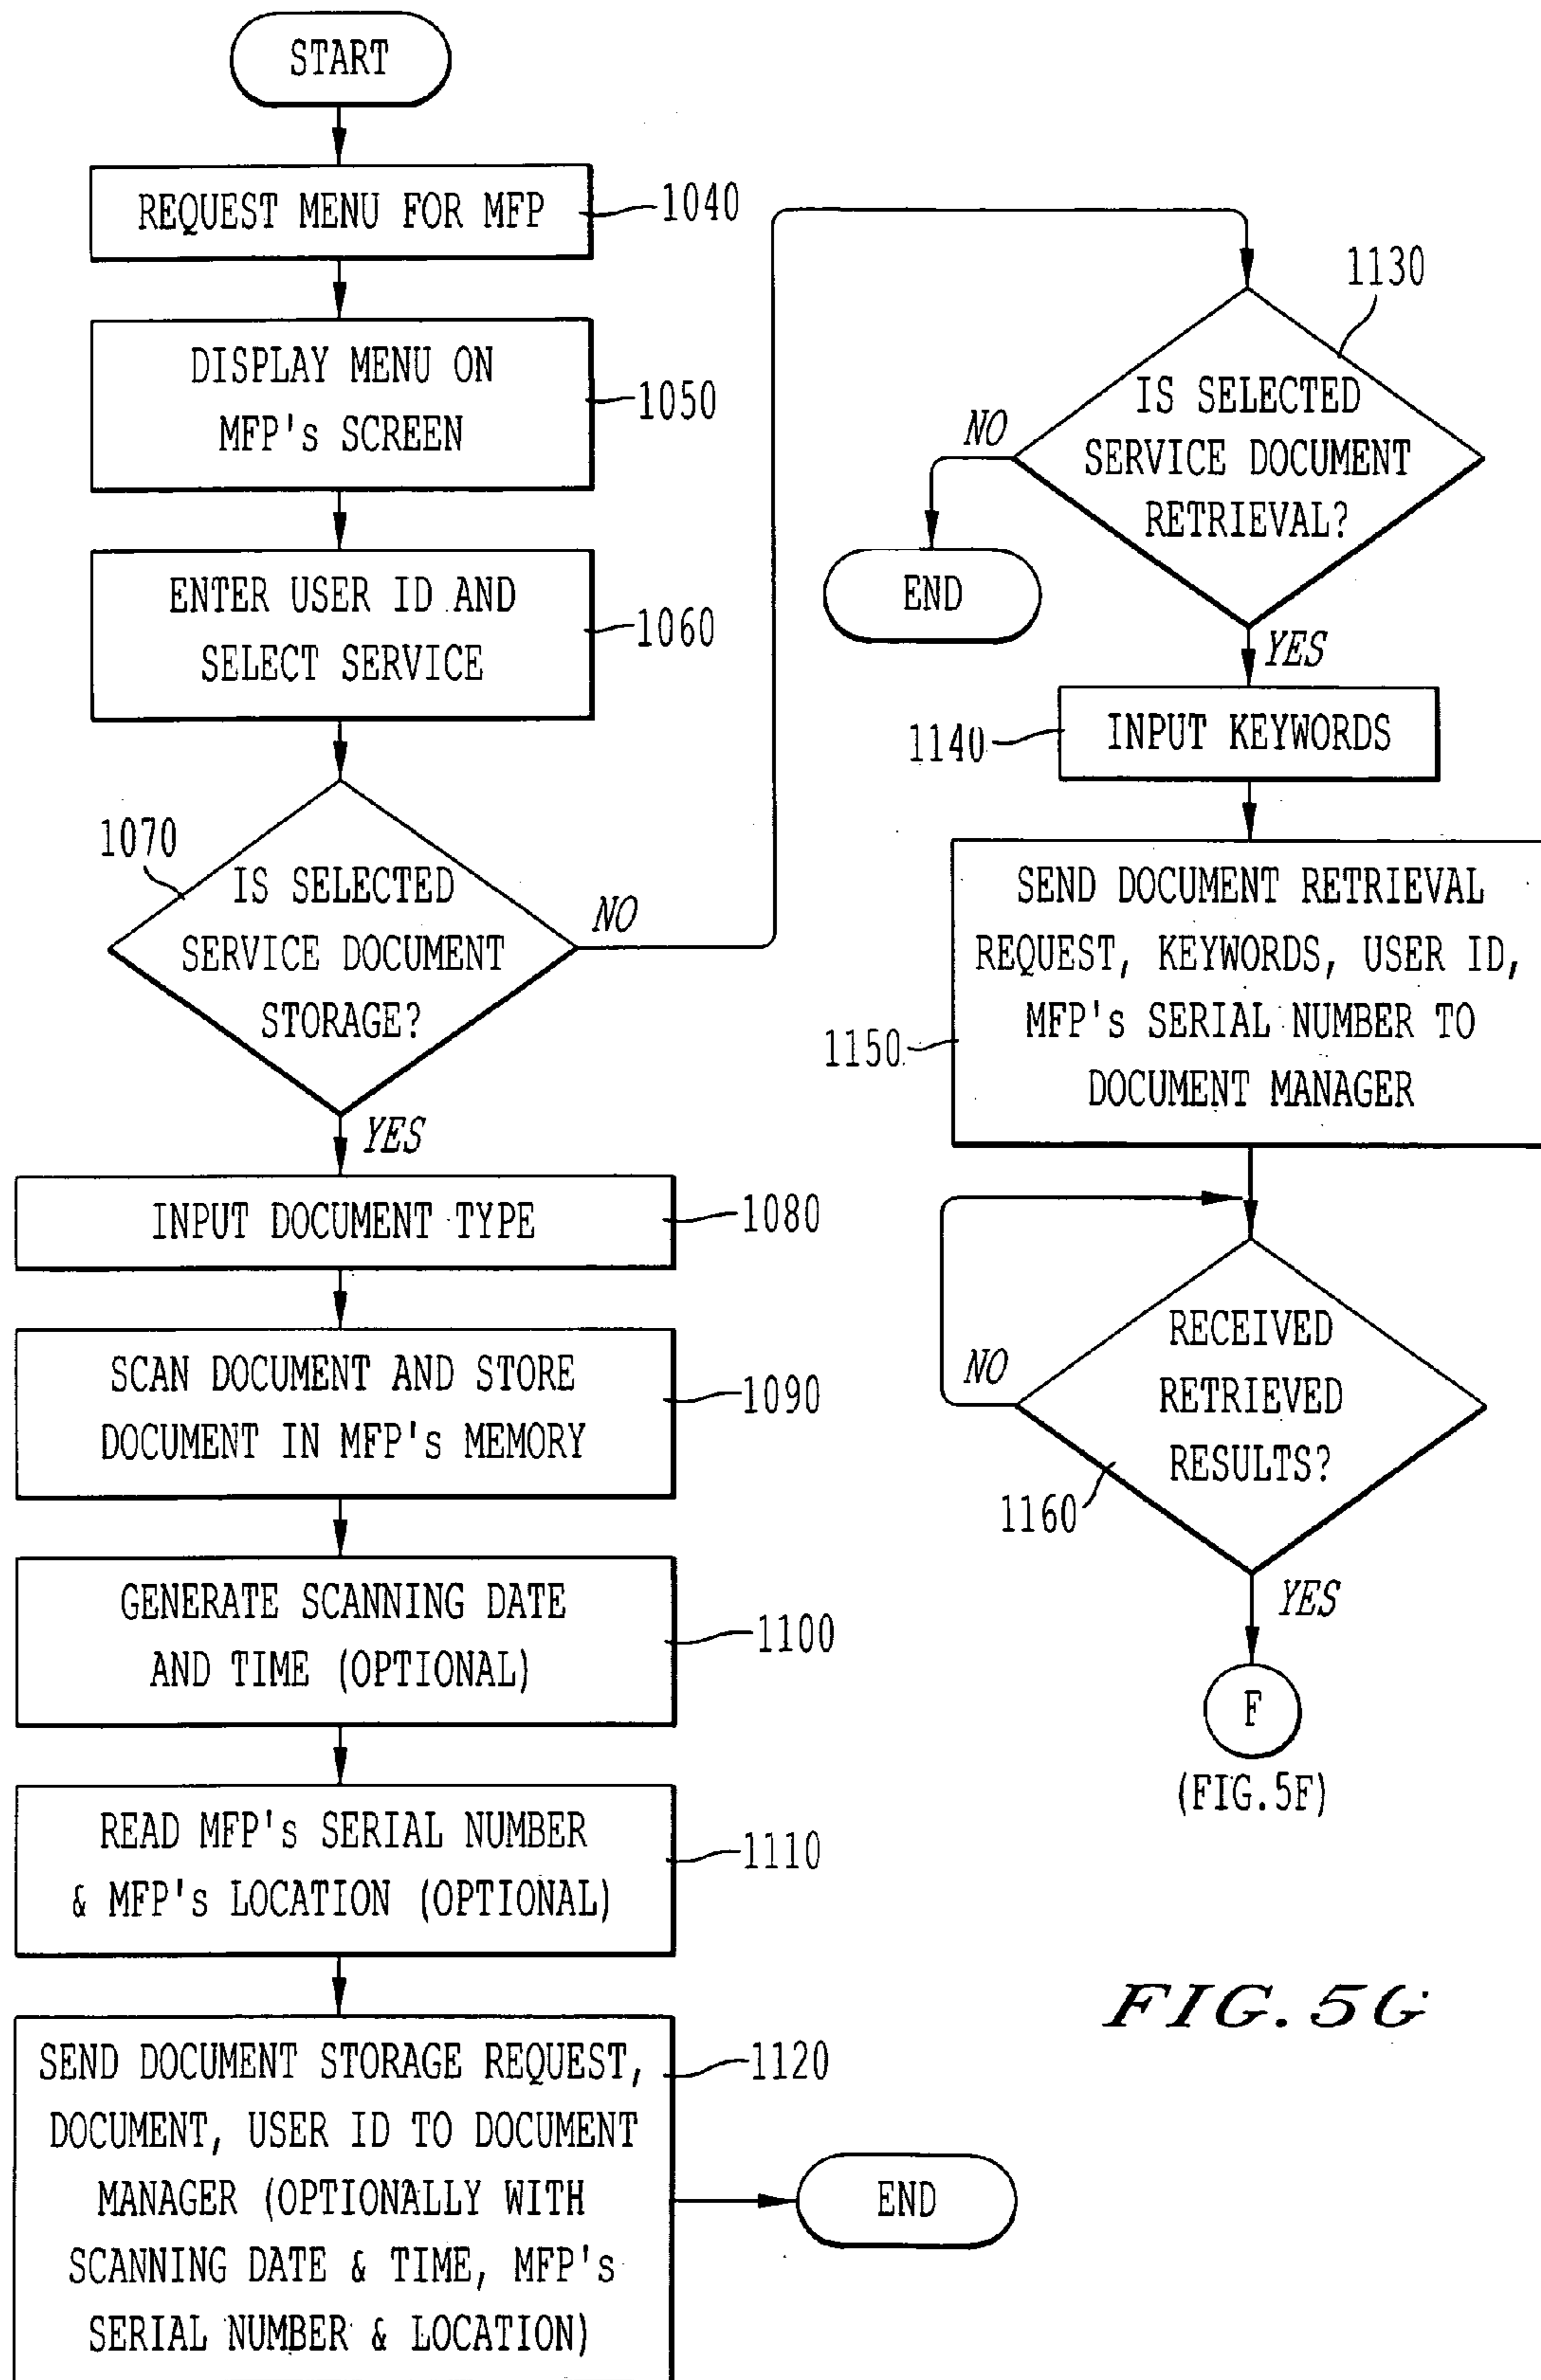 START
REQUEST MENU FOR MFP
1040
DISPLAY MENU ON
MFP's SCREEN
1050
ENTER USER ID AND
SELECT SERVICE
1060
1070
IS SELECTED
SERVICE DOCUMENT
STORAGE?
NO
YES
INPUT DOCUMENT TYPE
1080
SCAN DOCUMENT AND STORE
DOCUMENT IN MFP's MEMORY
1090
GENERATE SCANNING DATE
AND TIME (OPTIONAL)
1100
READ MFP's SERIAL NUMBER
& MFP's LOCATION (OPTIONAL)
1110
SEND DOCUMENT STORAGE REQUEST,
DOCUMENT, USER ID TO DOCUMENT
MANAGER (OPTIONALLY WITH
SCANNING DATE & TIME, MFP's
SERIAL NUMBER & LOCATION)
1120
END
1130
IS SELECTED
SERVICE DOCUMENT
RETRIEVAL?
NO
END
YES
1140
INPUT KEYWORDS
SEND DOCUMENT RETRIEVAL
REQUEST, KEYWORDS, USER ID,
MFP's SERIAL NUMBER TO
DOCUMENT MANAGER
1150
RECEIVED
RETRIEVED
RESULTS?
NO
1160
YES
F
(FIG.5F)
FIG. 5G